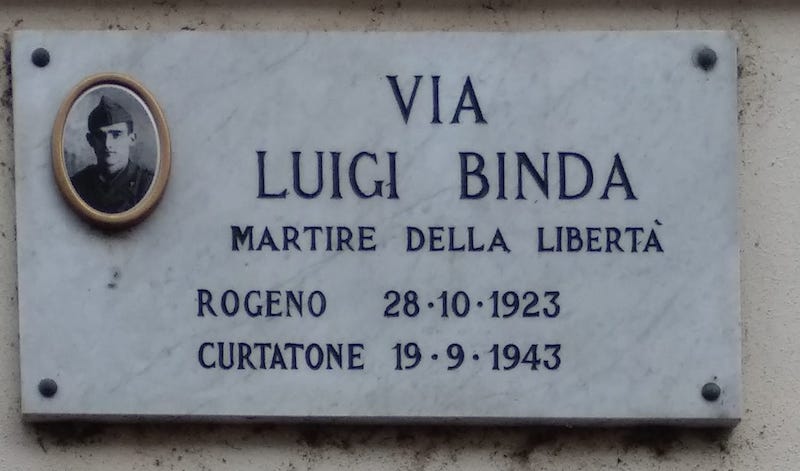 VIA
LUIGI BINDA
MARTIRE DELLA LIBERTÀ
ROGENO 28·10·1923
CURTATONE 19·9·1943